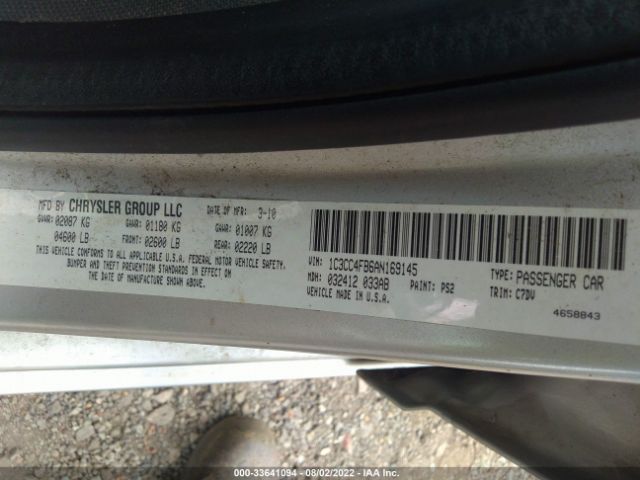 MFD BY CHRYSLER GROUP LLC DATE OF MFR: 3-10
GVWR: 02087 KG GAWR: 01180 KG GAWR: 01007 KG
04600 LB FRONT: 02600 LB REAR: 02220 LB
THIS VEHICLE CONFORMS TO ALL APPLICABLE U.S.A. FEDERAL MOTOR VEHICLE SAFETY,
BUMPER AND THEFT PREVENTION STANDARDS IN EFFECT
ON THE DATE OF MANUFACTURE SHOWN ABOVE.
VIN: 1C3CC4FB6AN169145 TYPE: PASSENGER CAR
MDH: 032412 033AB PAINT: PS2 TRIM: C7DV
VEHICLE MADE IN U.S.A.
4658843
000-33641094 - 08/02/2022 - IAA Inc.